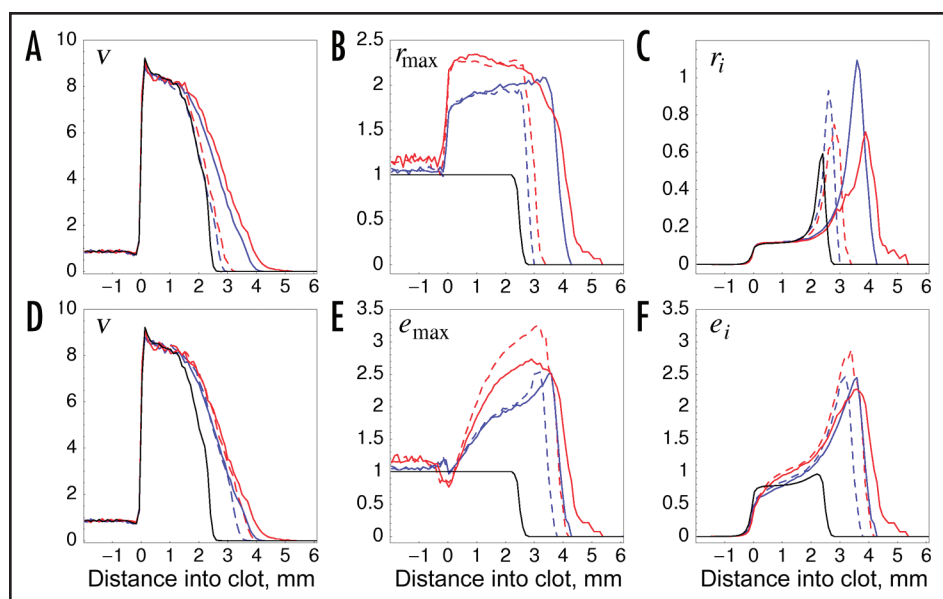 A v B r_max C r_i
10 2.5
8 2 1
6 1.5 0.8
4 1 0.6
2 0.5 0.4
0 0 0.2
0
−1 0 1 2 3 4 5 6 −1 0 1 2 3 4 5 6 −1 0 1 2 3 4 5 6
D v E e_max F e_i
10 3.5 3.5
8 3 3
6 2.5 2.5
4 2 2
2 1.5 1.5
0 1 1
0.5 0.5
0 0
−1 0 1 2 3 4 5 6 −1 0 1 2 3 4 5 6 −1 0 1 2 3 4 5 6
Distance into clot, mm Distance into clot, mm Distance into clot, mm